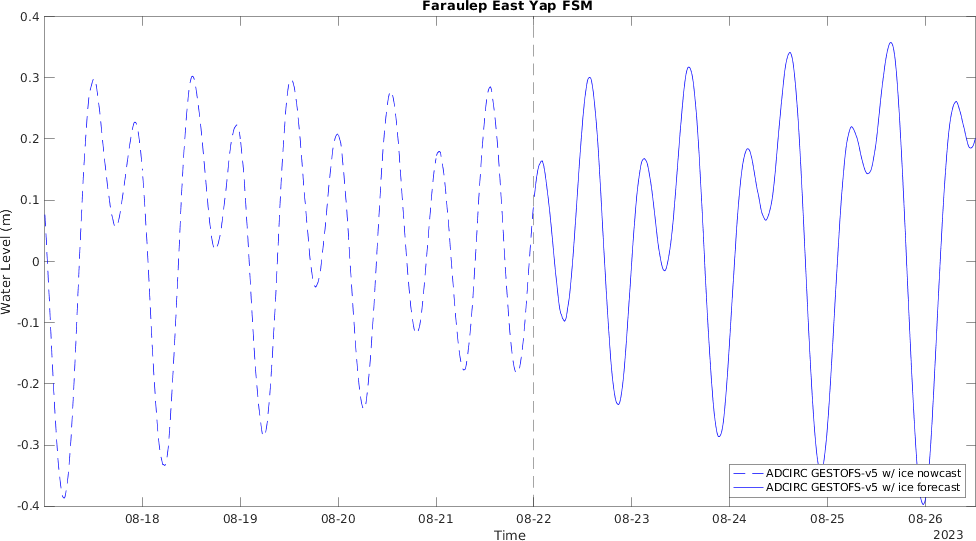 Faraulep East Yap FSM
0.4
0.3
0.2
0.1
0
-0.1
-0.2
-0.3
-0.4
Water Level (m)
ADCIRC GESTOFS-v5 w/ ice nowcast
ADCIRC GESTOFS-v5 w/ ice forecast
08-18 08-19 08-20 08-21 08-22 08-23 08-24 08-25 08-26
Time
2023